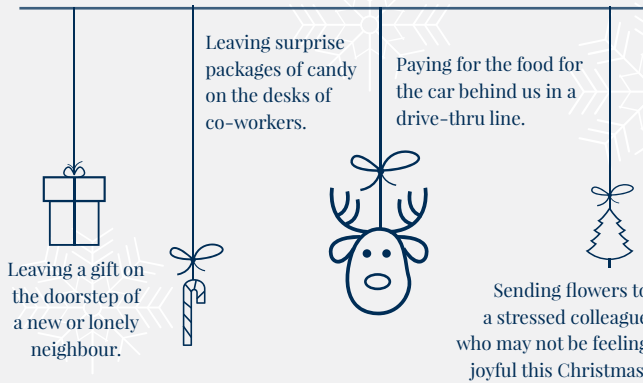 Leaving surprise
packages of candy
on the desks of
co-workers.
Paying for the food for
the car behind us in a
drive-thru line.
Leaving a gift on
the doorstep of
a new or lonely
neighbour.
Sending flowers to
a stressed colleague
who may not be feeling
joyful this Christmas.